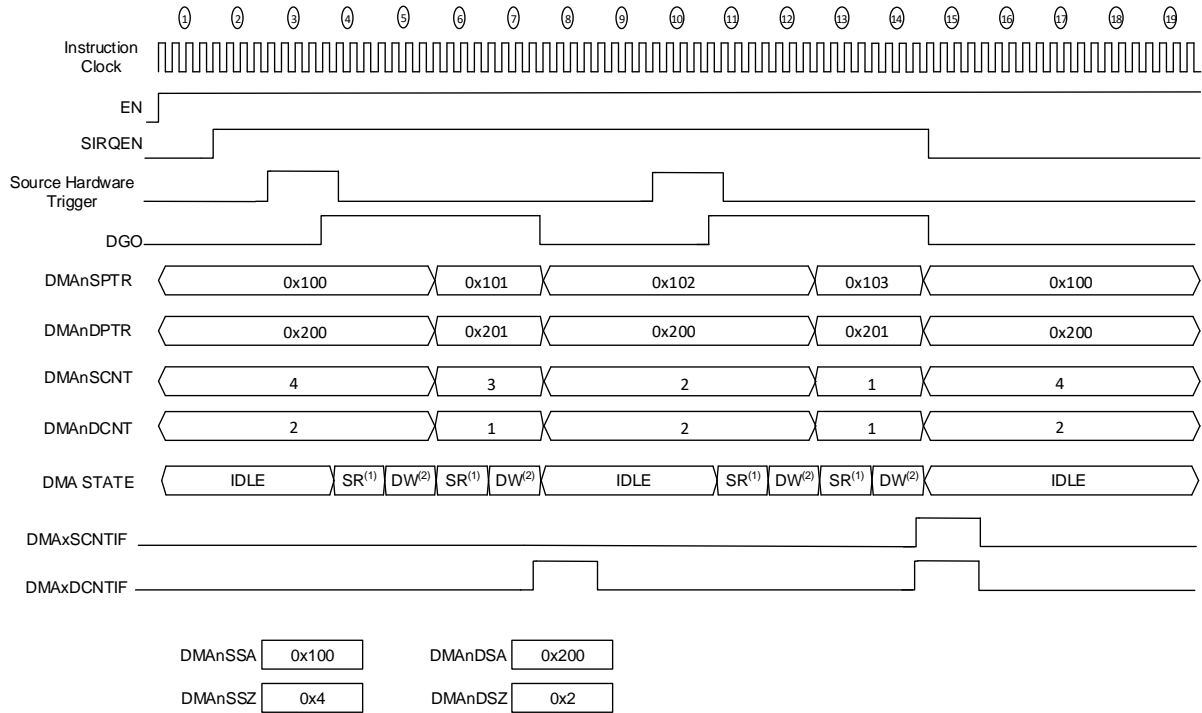 1 2 3 4 5 6 7 8 9 10 11 12 13 14 15 16 17 18 19
Instruction
Clock
EN
SIRQEN
Source Hardware
Trigger
DGO
DMAnSPTR 0x100 0x101 0x102 0x103 0x100
DMAnDPTR 0x200 0x201 0x200 0x201 0x200
DMAnSCNT 4 3 2 1 4
DMAnDCNT 2 1 2 1 2
DMA STATE IDLE SR(1) DW(2) SR(1) DW(2) IDLE SR(1) DW(2) SR(1) DW(2) IDLE
DMAxSCNTIF
DMAxDCNTIF
DMAnSSA 0x100 DMAnDSA 0x200
DMAnSSZ 0x4 DMAnDSZ 0x2